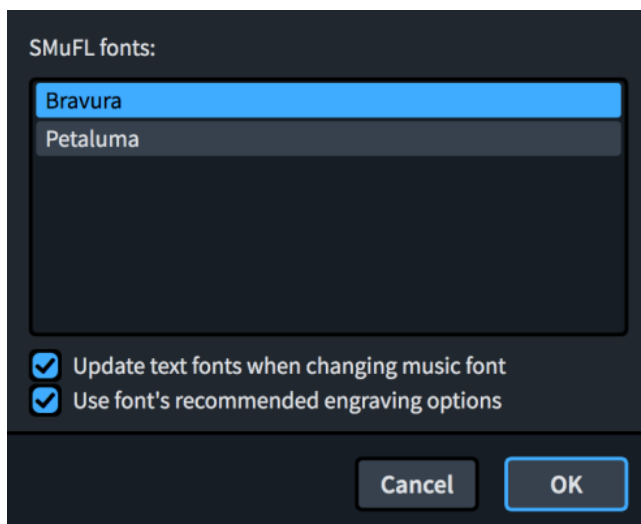 SMuFL fonts:
Bravura
Petaluma
Update text fonts when changing music font
Use font's recommended engraving options
Cancel OK